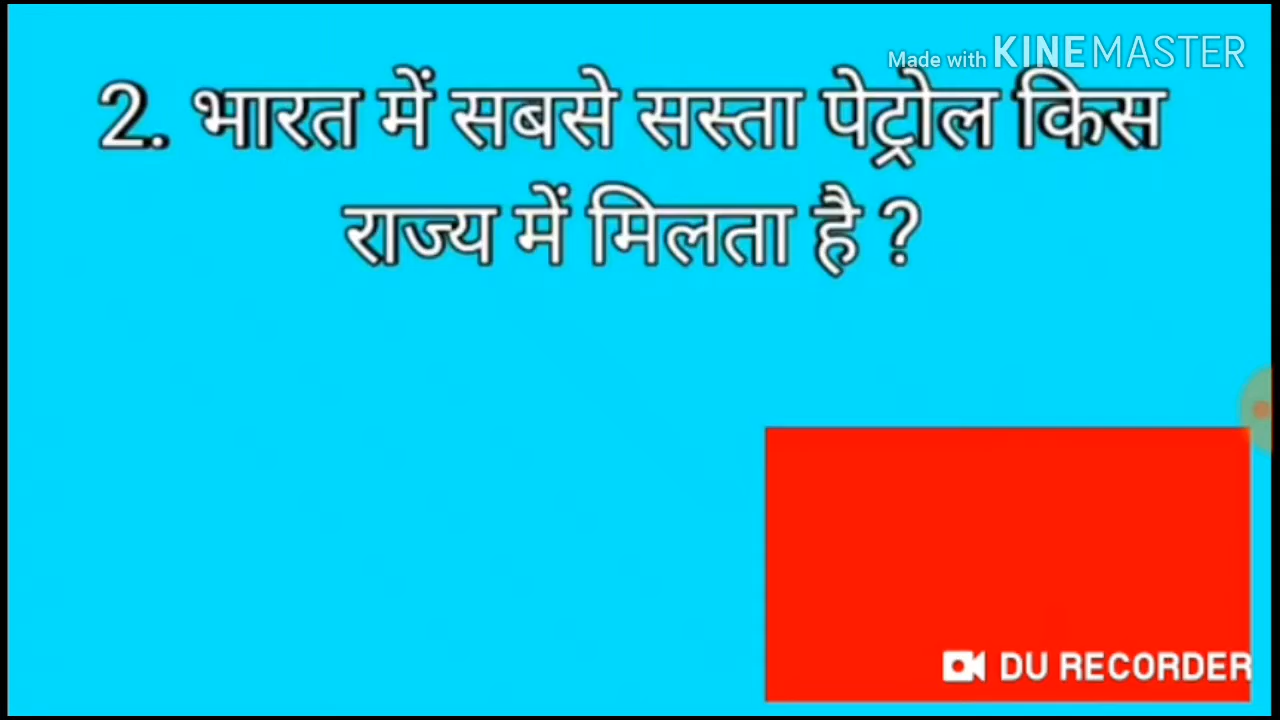 Made with KINEMASTER
2. भारत में सबसे सस्ता पेट्रोल किस
राज्य में मिलता है ?
DU RECORDER